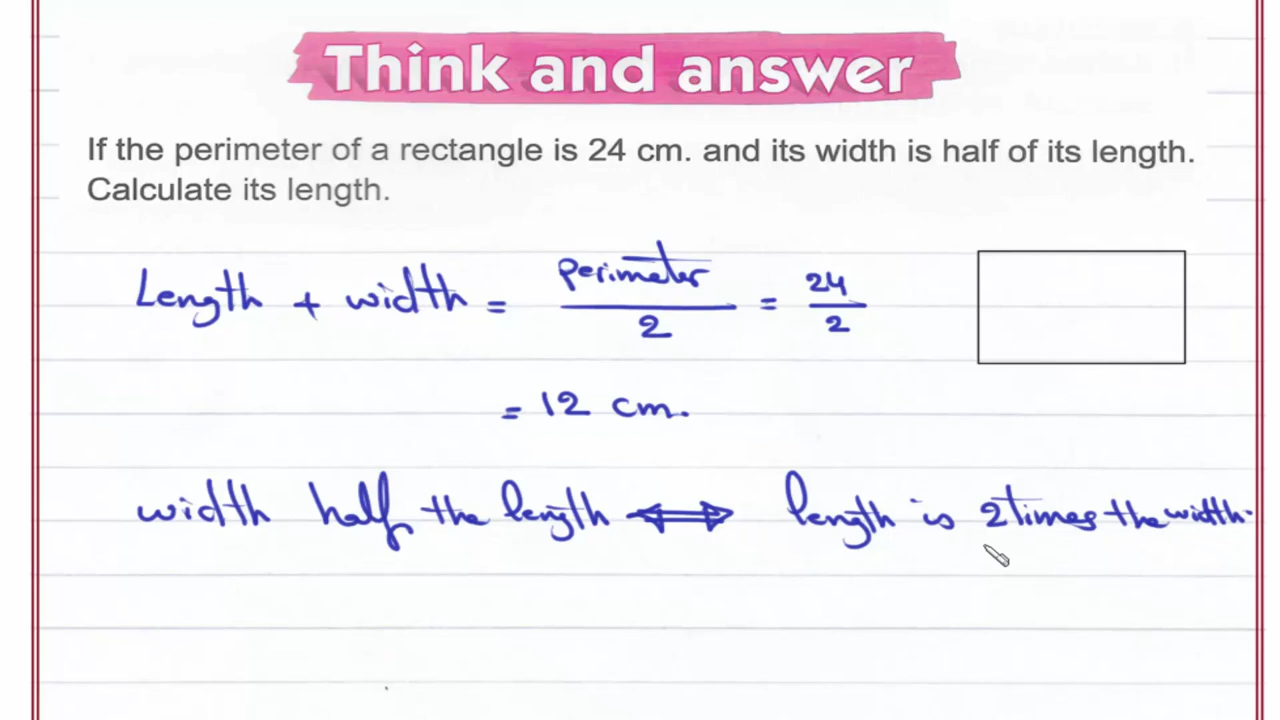 Think and answer
If the perimeter of a rectangle is 24 cm. and its width is half of its length.
Calculate its length.
Length + width = perimeter / 2 = 24 / 2
= 12 cm.
width half the length ⟺ length is 2 times the width.